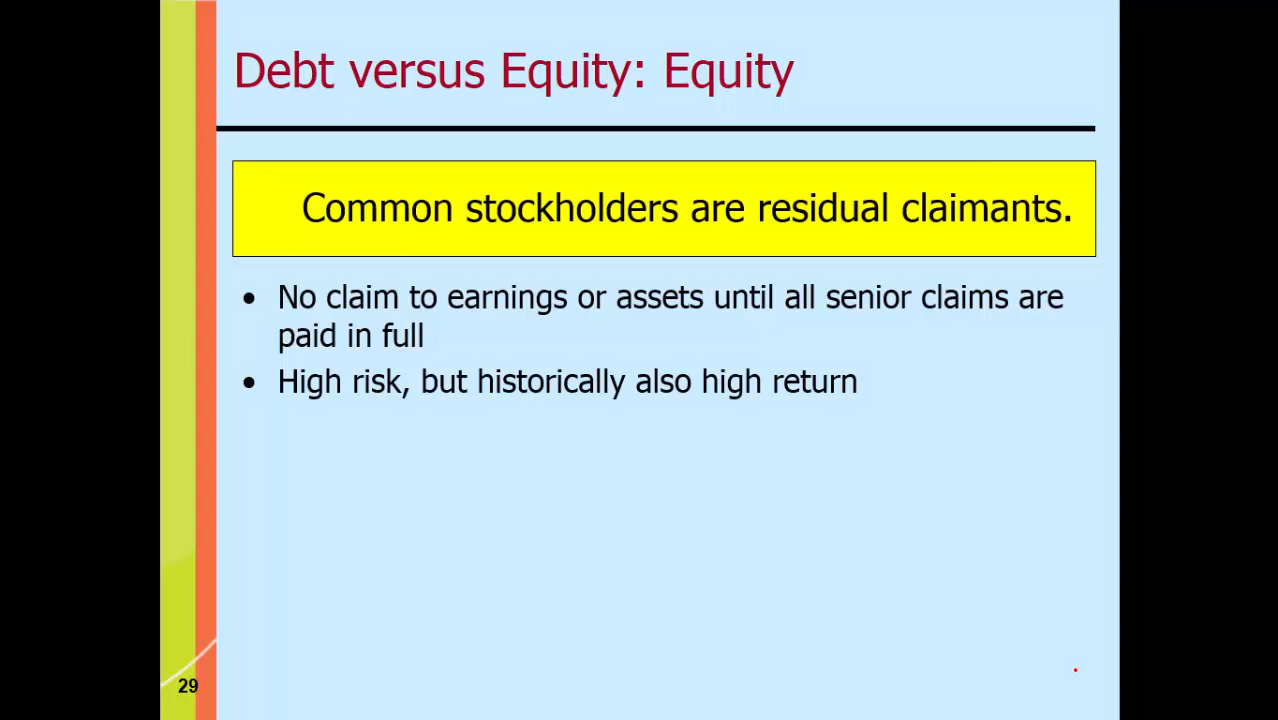 Debt versus Equity: Equity
Common stockholders are residual claimants.
• No claim to earnings or assets until all senior claims are
paid in full
• High risk, but historically also high return
29